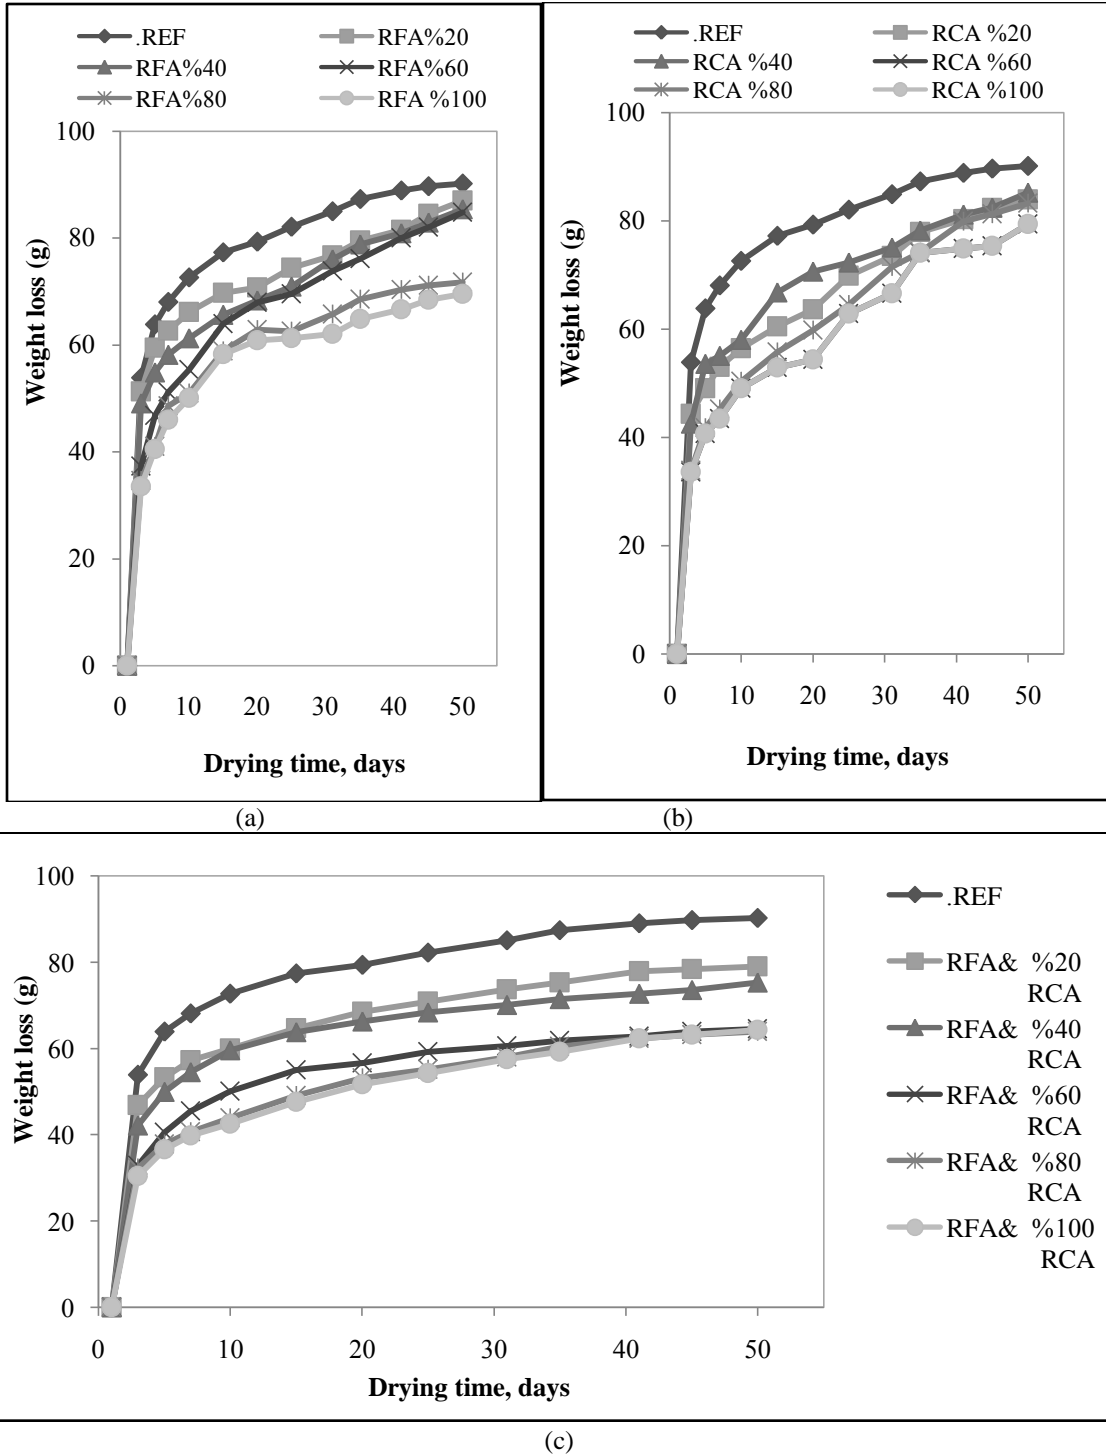 .REF RFA%20
RFA%40 RFA%60
RFA%80 RFA %100
100
80
60
40
20
0
Weight loss (g)
0 10 20 30 40 50
Drying time, days
(a)
.REF RCA %20
RCA %40 RCA %60
RCA %80 RCA %100
100
80
60
40
20
0
Weight loss (g)
0 10 20 30 40 50
Drying time, days
(b)
100
80
60
40
20
0
Weight loss (g)
0 10 20 30 40 50
Drying time, days
.REF
RFA& %20
RCA
RFA& %40
RCA
RFA& %60
RCA
RFA& %80
RCA
RFA& %100
RCA
(c)